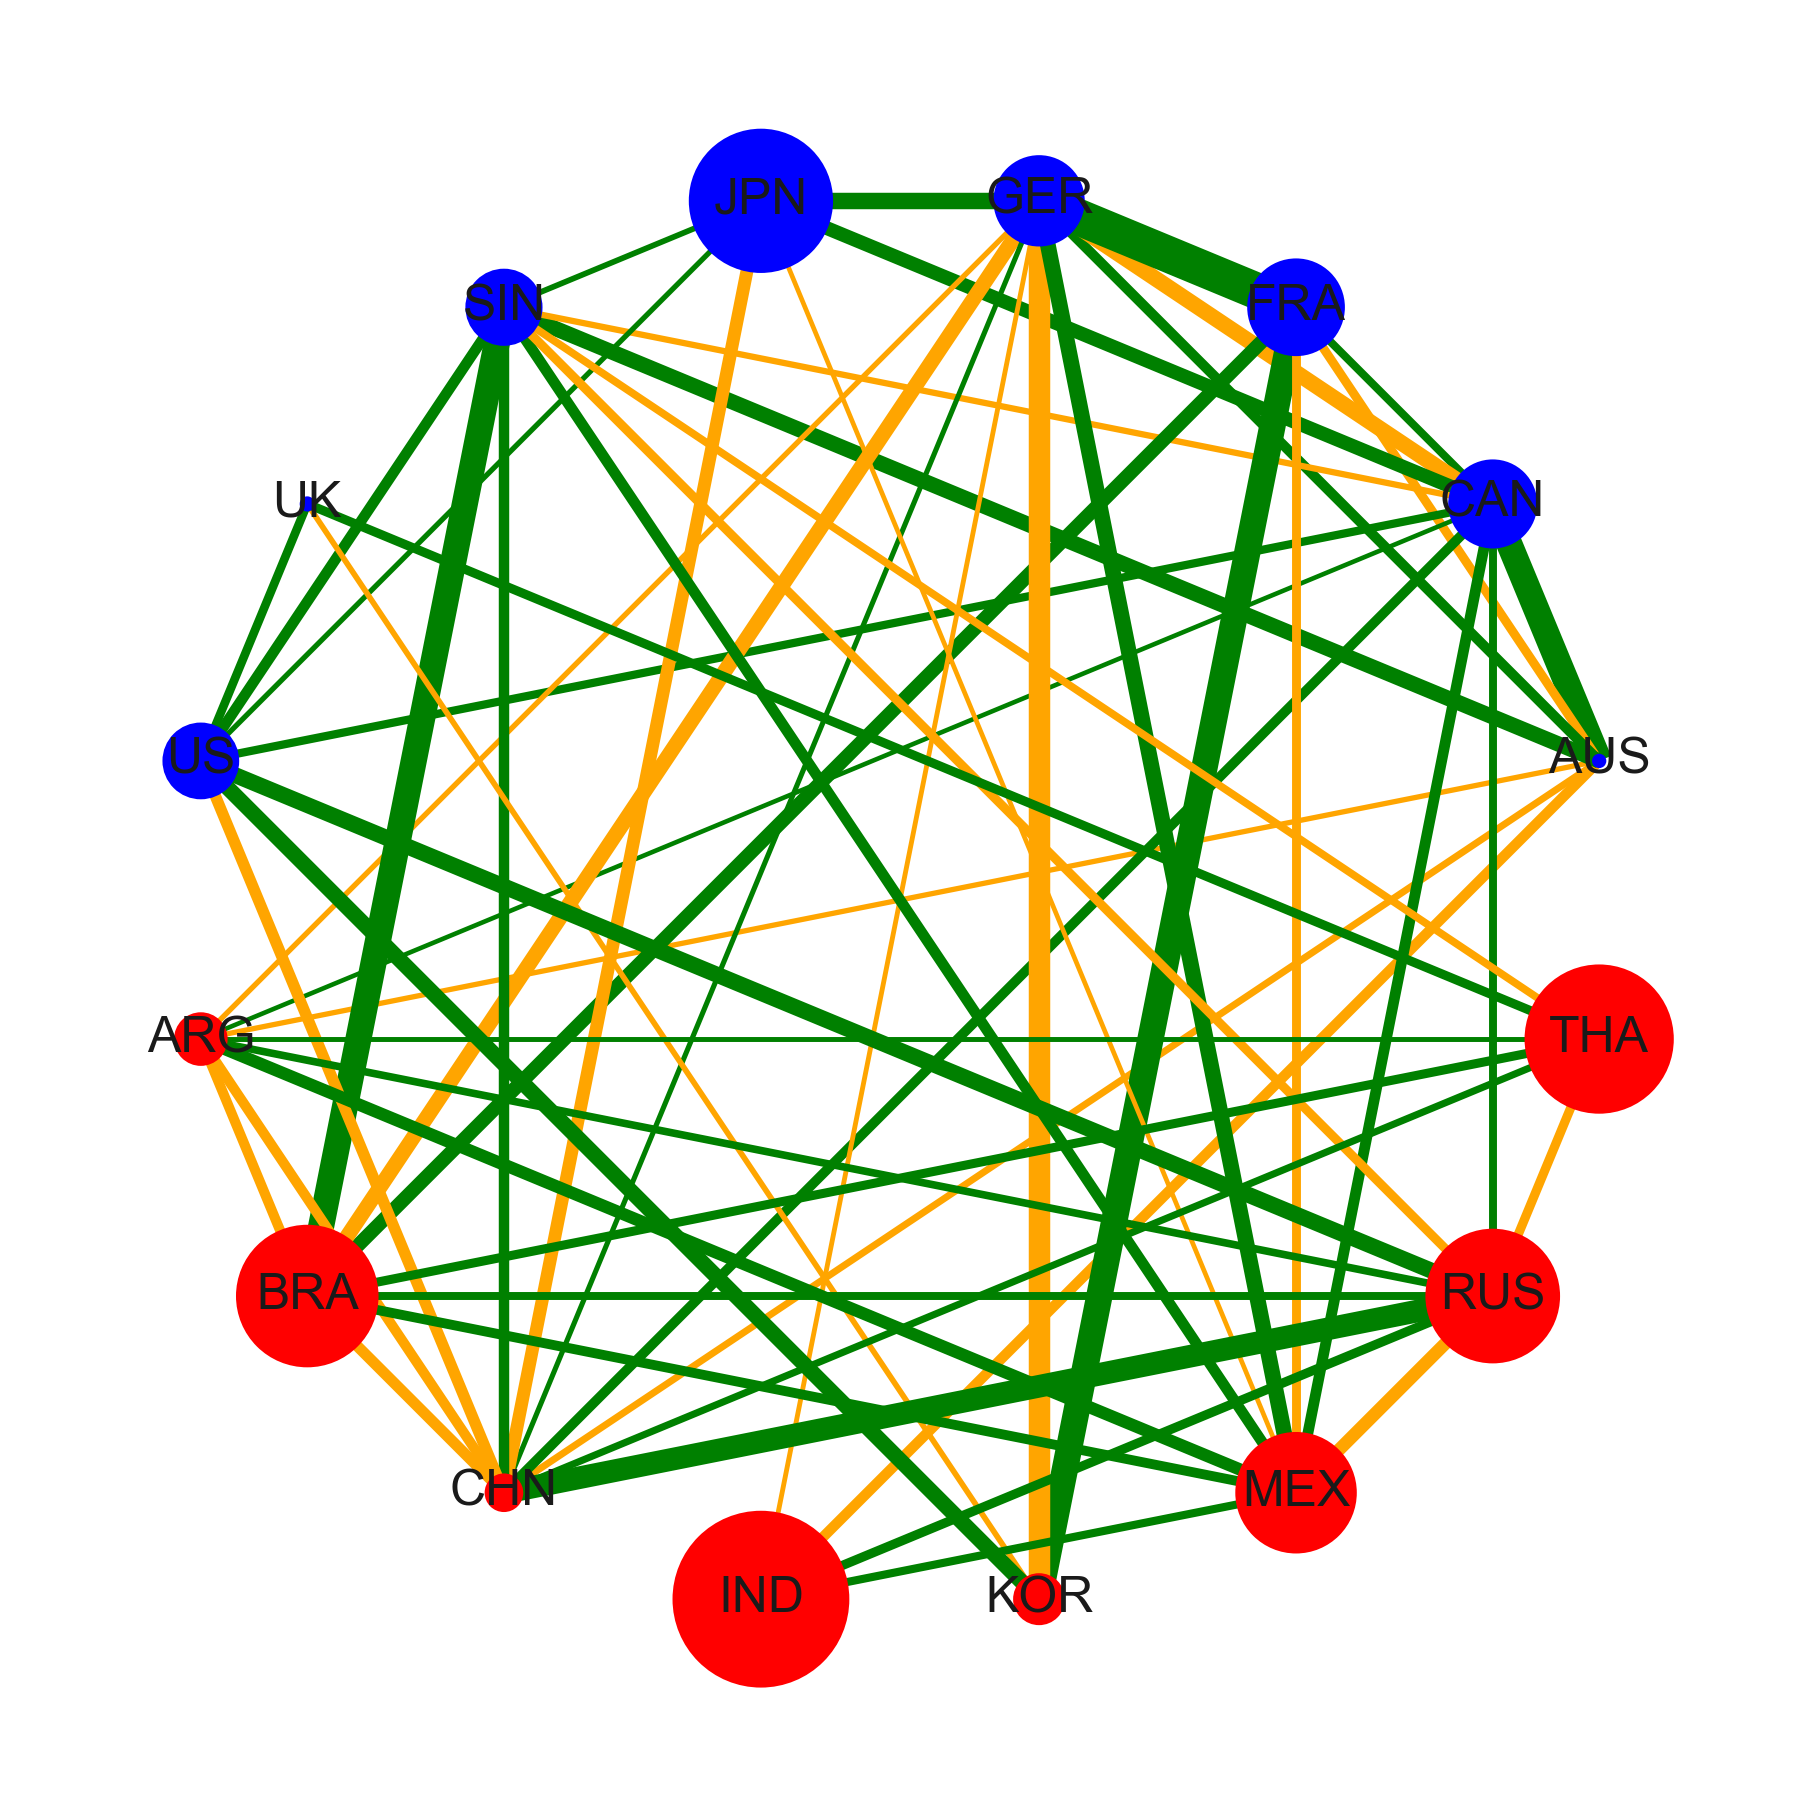 JPN
GER
SIN
FRA
UK
CAN
US
AUS
ARG
THA
BRA
RUS
CHN
MEX
IND
KOR